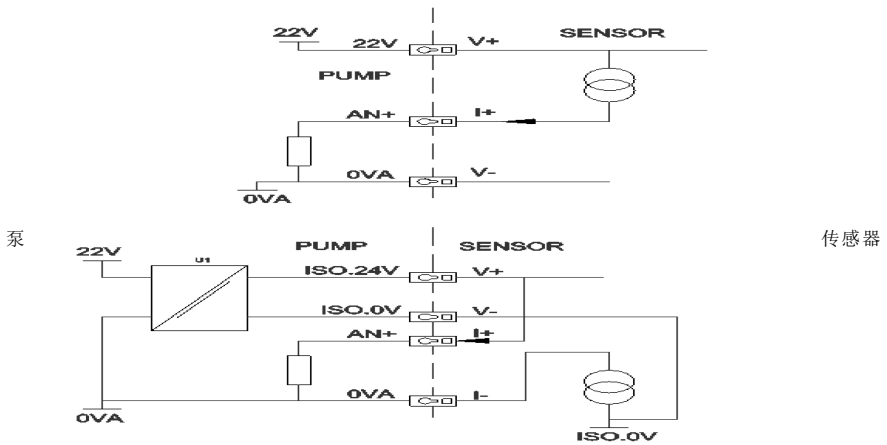 22V
22V
V+
SENSOR
PUMP
AN+
I+
0VA
V-
0VA
泵
传感器
PUMP
SENSOR
22V
U1
ISO.24V
V+
ISO.0V
V-
AN+
I+
0VA
I-
0VA
ISO.0V